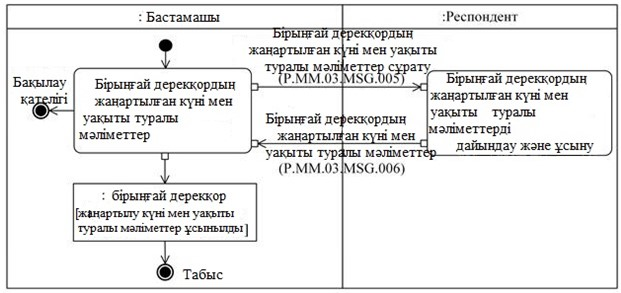 : Бастамашы
:Респондент
Бірыңғай дерекқордың
жаңартылған күні мен уақыты
туралы мәліметтер сұрату
(P.MM.03.MSG.005)
Бақылау
қателігі
Бірыңғай дерекқордың
жаңартылған күні мен
уақыты туралы
мәліметтер
Бірыңғай дерекқордың
жаңартылған күні мен
уақыты туралы
мәліметтерді
дайындау және ұсыну
Бірыңғай дерекқордың
жаңартылған күні мен
уақыты туралы мәліметтер
(P.MM.03.MSG.006)
: бірыңғай дерекқор
[жаңартылу күні мен уақыты
туралы мәліметтер ұсынылды]
Табыс